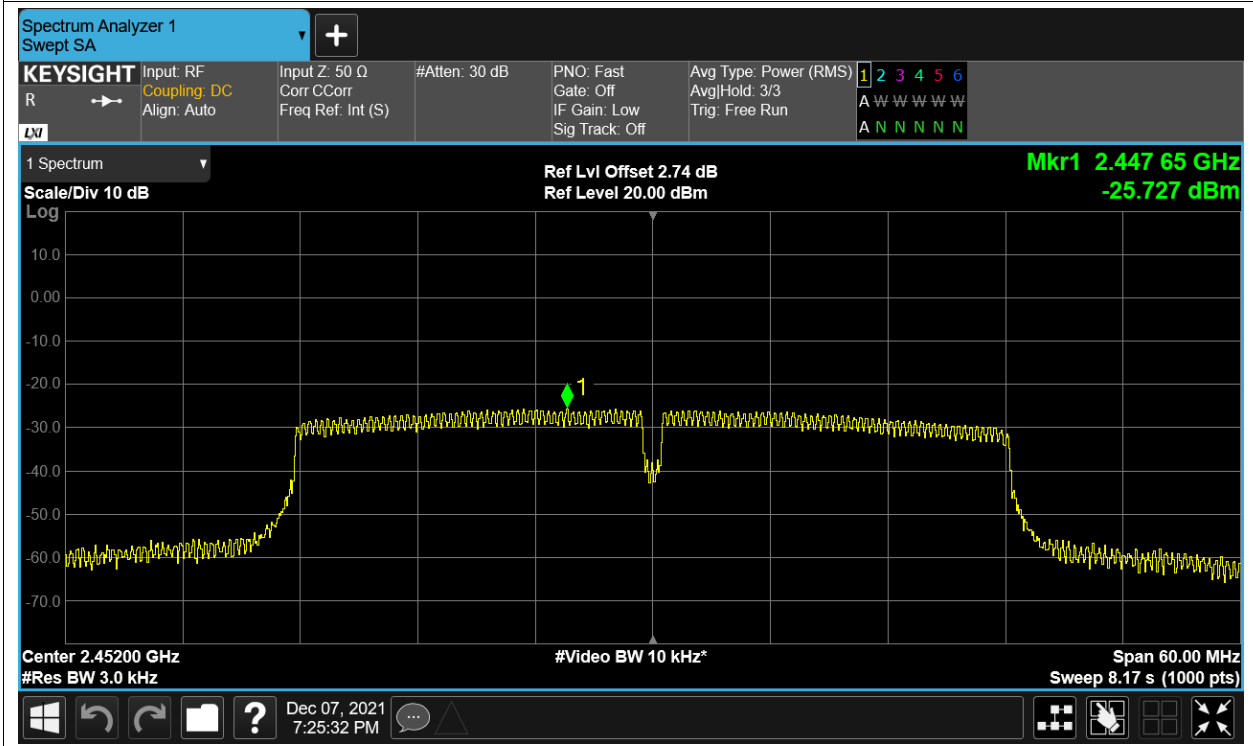 Spectrum Analyzer 1
Swept SA
KEYSIGHT
R
LXI
Input: RF
Coupling: DC
Align: Auto
Input Z: 50 Ω
Corr CCorr
Freq Ref: Int (S)
#Atten: 30 dB
PNO: Fast
Gate: Off
IF Gain: Low
Sig Track: Off
Avg Type: Power (RMS)
Avg|Hold: 3/3
Trig: Free Run
1 2 3 4 5 6
A W W W W W
A N N N N N
1 Spectrum
Scale/Div 10 dB
Ref Lvl Offset 2.74 dB
Ref Level 20.00 dBm
Mkr1 2.447 65 GHz
-25.727 dBm
Log
10.0
0.00
-10.0
-20.0
-30.0
-40.0
-50.0
-60.0
-70.0
1
Center 2.45200 GHz
#Res BW 3.0 kHz
#Video BW 10 kHz*
Span 60.00 MHz
Sweep 8.17 s (1000 pts)
?
Dec 07, 2021
7:25:32 PM